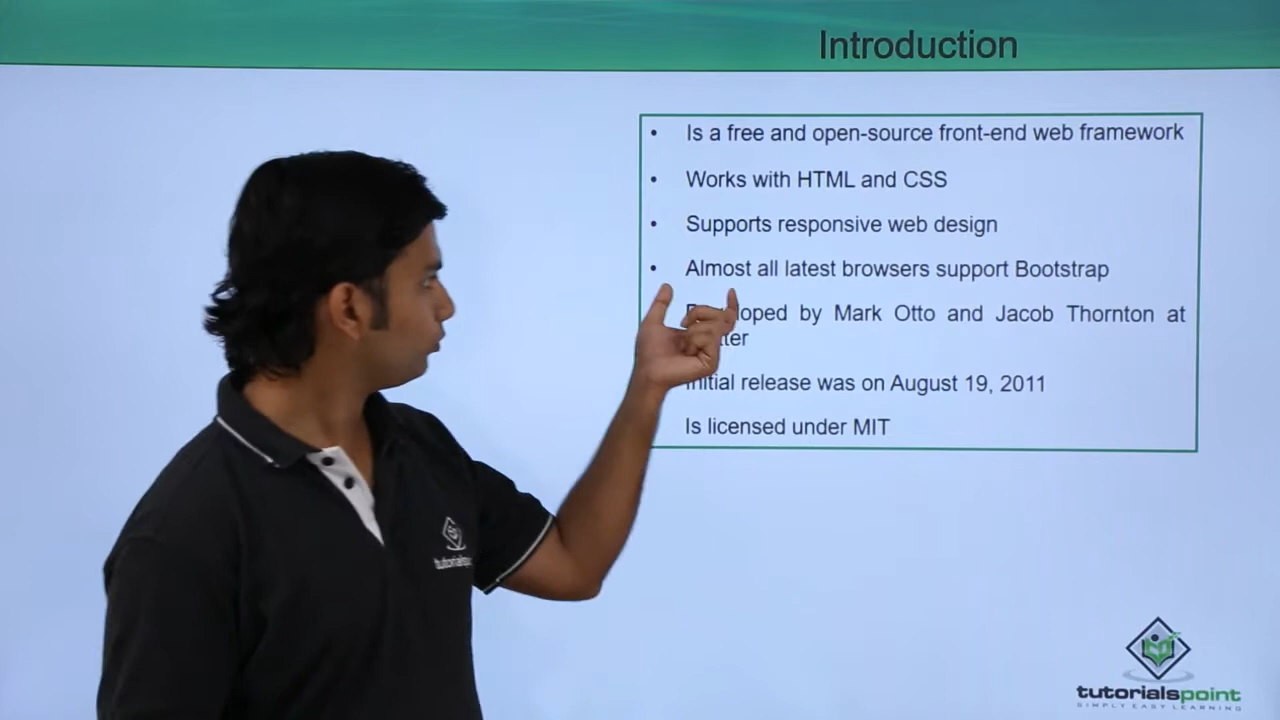 Introduction
• Is a free and open-source front-end web framework
• Works with HTML and CSS
• Supports responsive web design
• Almost all latest browsers support Bootstrap
by Mark Otto and Jacob Thornton at
Initial release was on August 19, 2011
Is licensed under MIT
tutorialspoint
SIMPLY EASY LEARNING